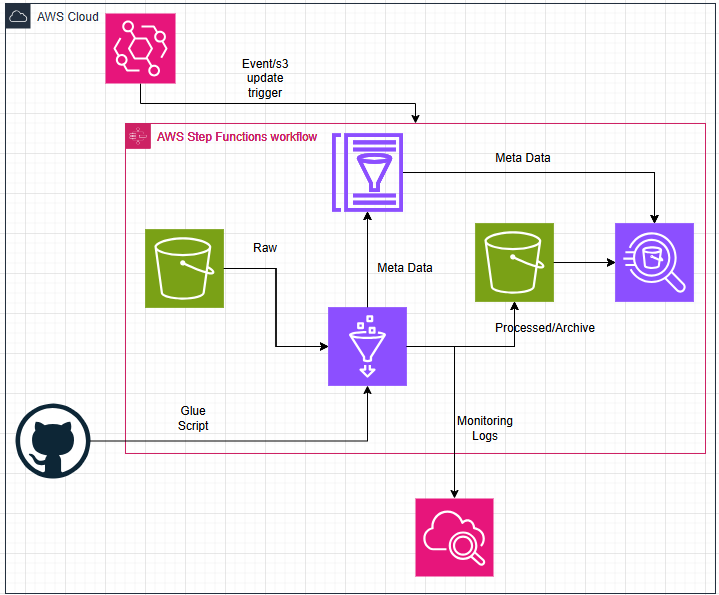 AWS Cloud
Event/s3
update
trigger
AWS Step Functions workflow
Meta Data
Raw
Meta Data
Processed/Archive
Glue
Script
Monitoring
Logs